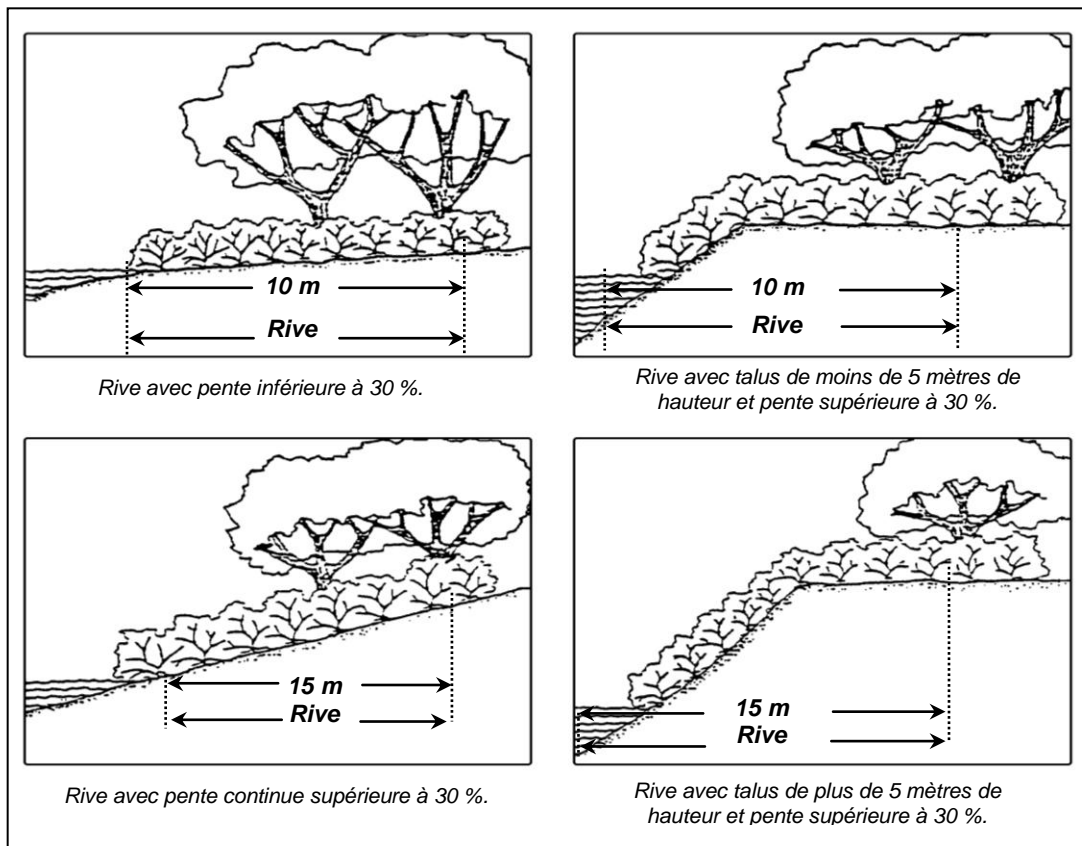 10 m
Rive
Rive avec pente inférieure à 30 %.
10 m
Rive
Rive avec talus de moins de 5 mètres de
hauteur et pente supérieure à 30 %.
15 m
Rive
Rive avec pente continue supérieure à 30 %.
15 m
Rive
Rive avec talus de plus de 5 mètres de
hauteur et pente supérieure à 30 %.